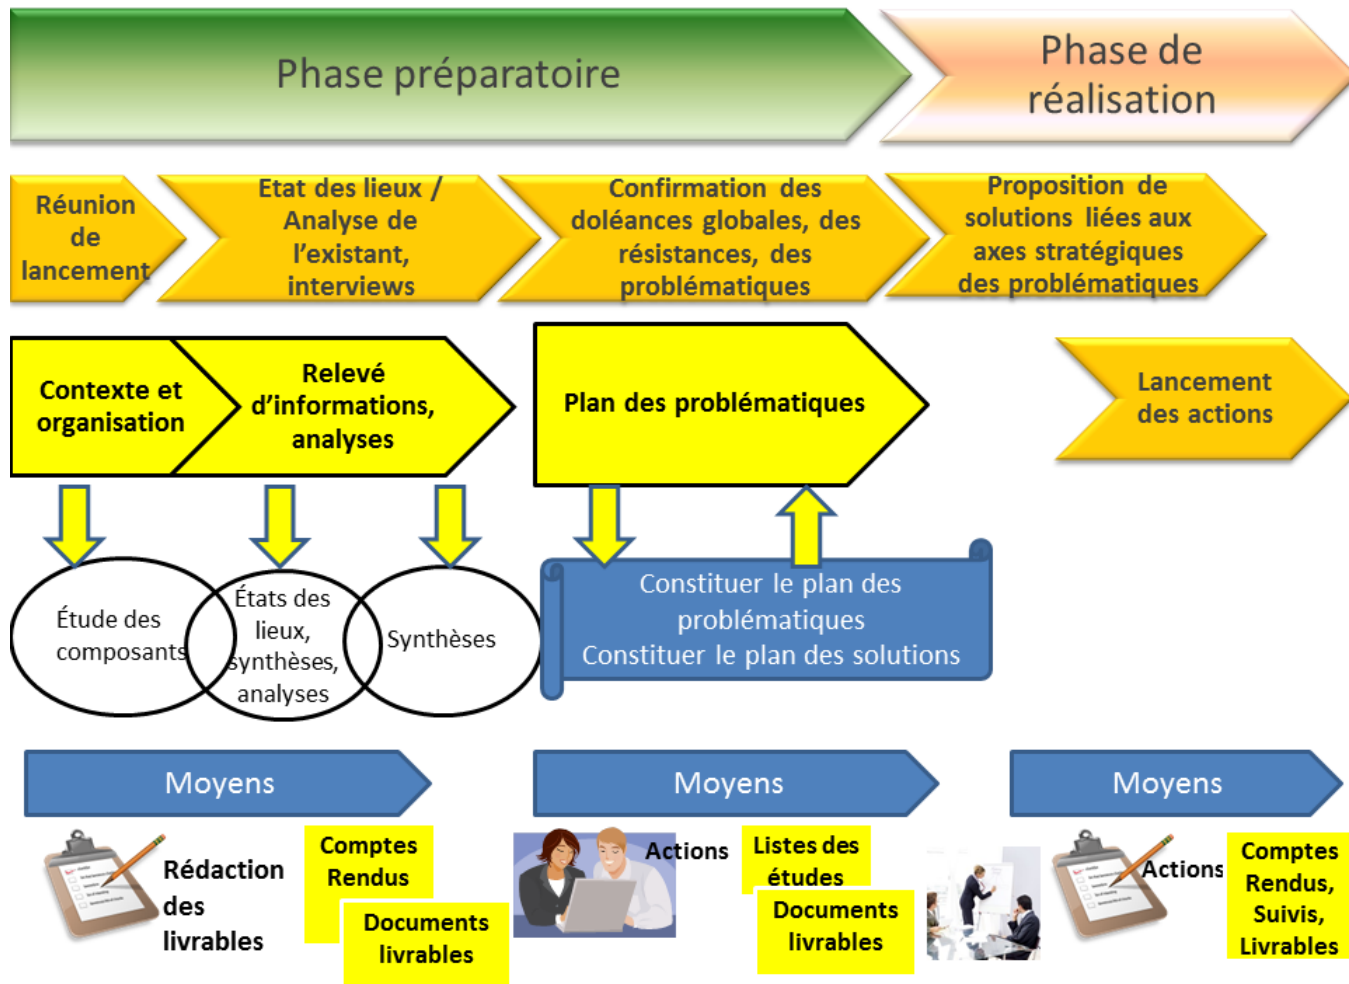 Phase préparatoire
Phase de
réalisation
Réunion
de
lancement
Etat des lieux /
Analyse de
l’existant,
interviews
Confirmation des
doléances globales, des
résistances, des
problématiques
Proposition de
solutions liées aux
axes stratégiques
des problématiques
Contexte et
organisation
Relevé
d’informations,
analyses
Plan des problématiques
Lancement
des actions
Étude des
composants
États des
lieux,
synthèses,
analyses
Synthèses
Constituer le plan des
problématiques
Constituer le plan des solutions
Moyens
Moyens
Moyens
Rédaction
des
livrables
Comptes
Rendus
Documents
livrables
Actions
Listes des
études
Documents
livrables
Actions
Comptes
Rendus,
Suivis,
Livrables